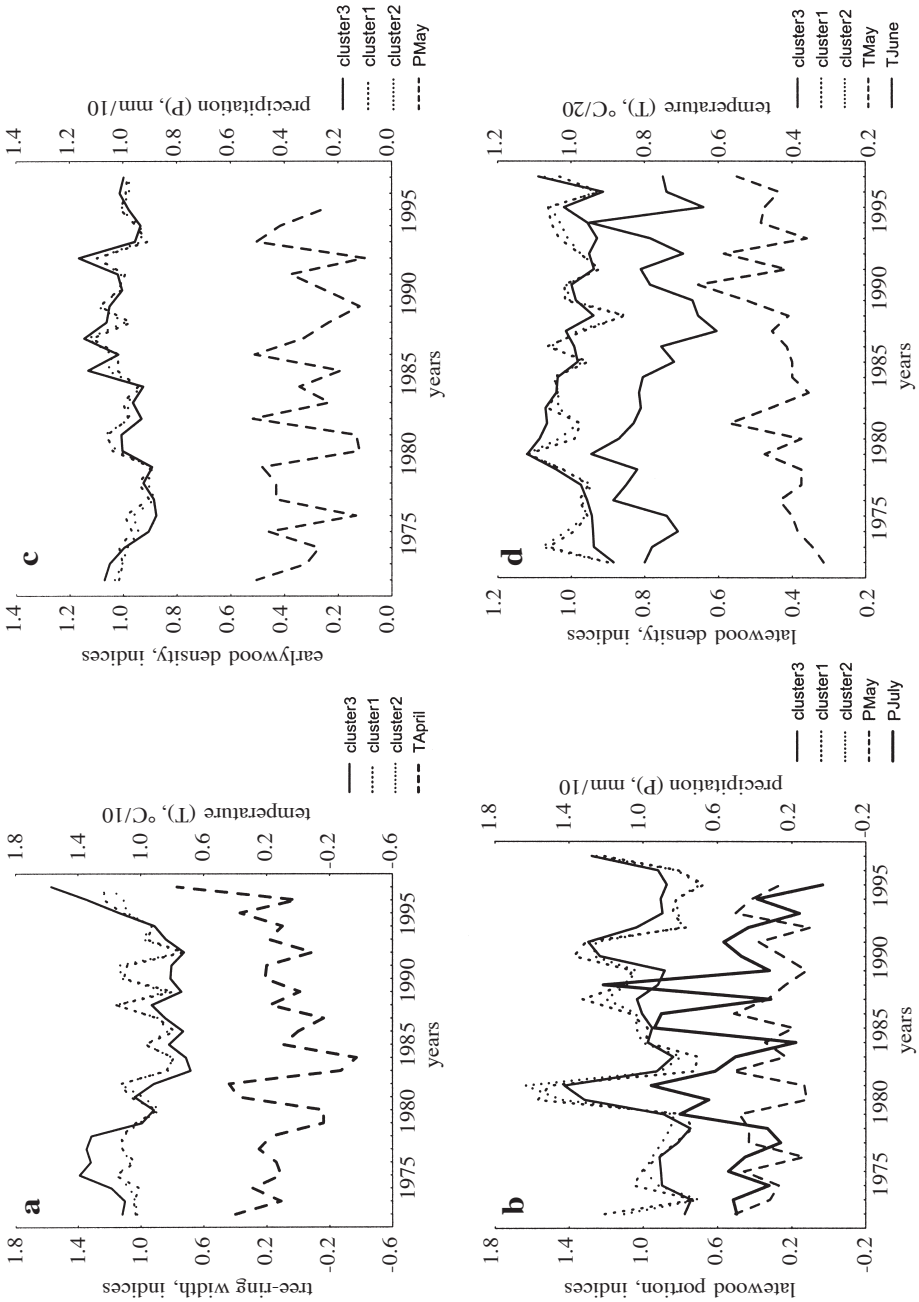 a
tree-ring width, indices
1.8 1.4 1.0 0.6 0.2 -0.2 -0.6
1975 1980 1985 1990 1995
years
1.8 1.4 1.0 0.6 0.2 -0.2 -0.6
temperature (T), °C/10
cluster3
cluster1
cluster2
TApril
c
earlywood density, indices
1.4 1.2 1.0 0.8 0.6 0.4 0.2 0.0
1975 1980 1985 1990 1995
years
1.4 1.2 1.0 0.8 0.6 0.4 0.2 0.0
precipitation (P), mm/10
cluster3
cluster1
cluster2
PMay
b
latewood portion, indices
1.8 1.4 1.0 0.6 0.2 -0.2
1975 1980 1985 1990 1995
years
1.8 1.4 1.0 0.6 0.2 -0.2
precipitation (P), mm/10
cluster3
cluster1
cluster2
PMay
PJuly
d
latewood density, indices
1.2 1.0 0.8 0.6 0.4 0.2
1975 1980 1985 1990 1995
years
1.2 1.0 0.8 0.6 0.4 0.2
temperature (T), °C/20
cluster3
cluster1
cluster2
TMay
TJune